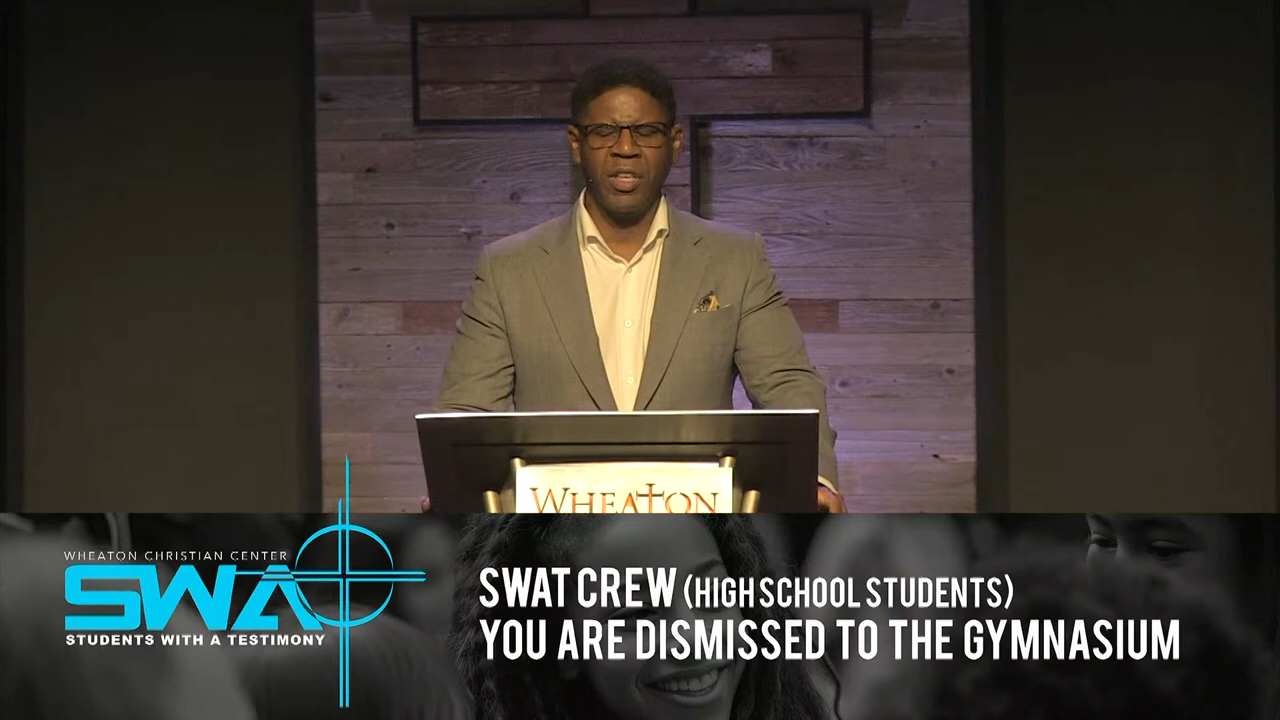 WHEATON
WHEATON CHRISTIAN CENTER
SWAT
STUDENTS WITH A TESTIMONY
SWAT CREW (HIGH SCHOOL STUDENTS)
YOU ARE DISMISSED TO THE GYMNASIUM